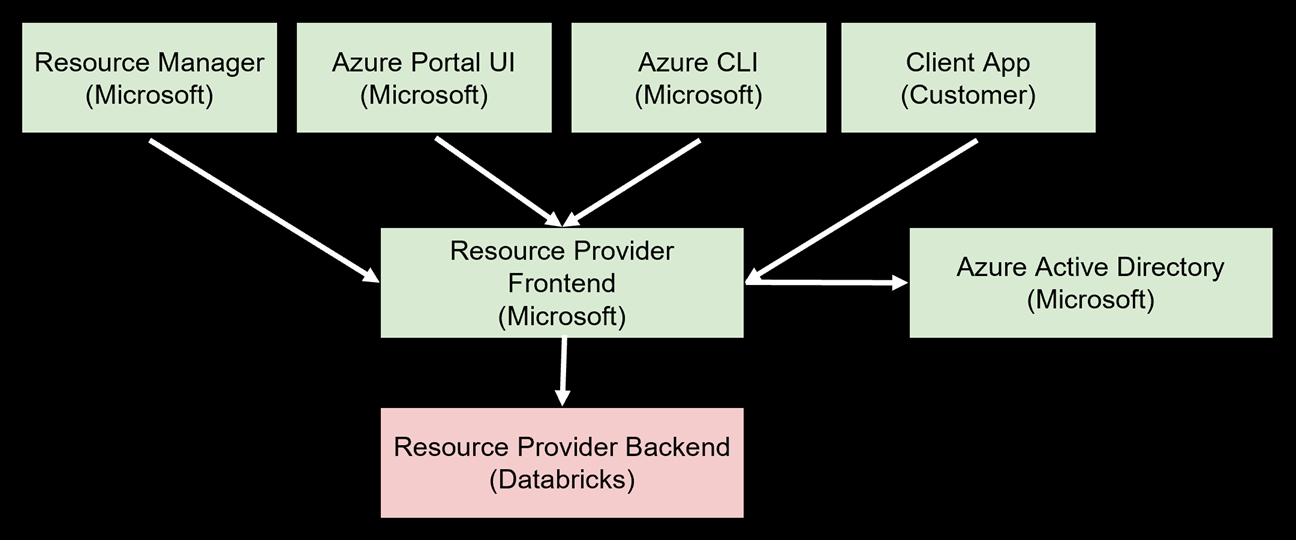 Resource Manager
(Microsoft)
Azure Portal UI
(Microsoft)
Azure CLI
(Microsoft)
Client App
(Customer)
Resource Provider
Frontend
(Microsoft)
Azure Active Directory
(Microsoft)
Resource Provider Backend
(Databricks)